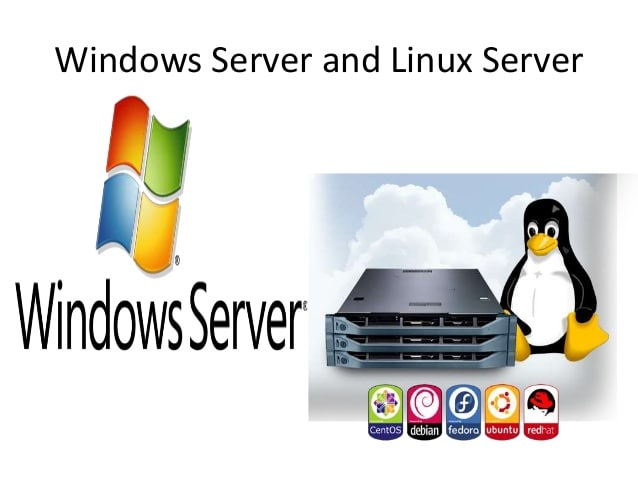 Windows Server and Linux Server
®
Windows Server®
CentOS debian fedora ubuntu redhat